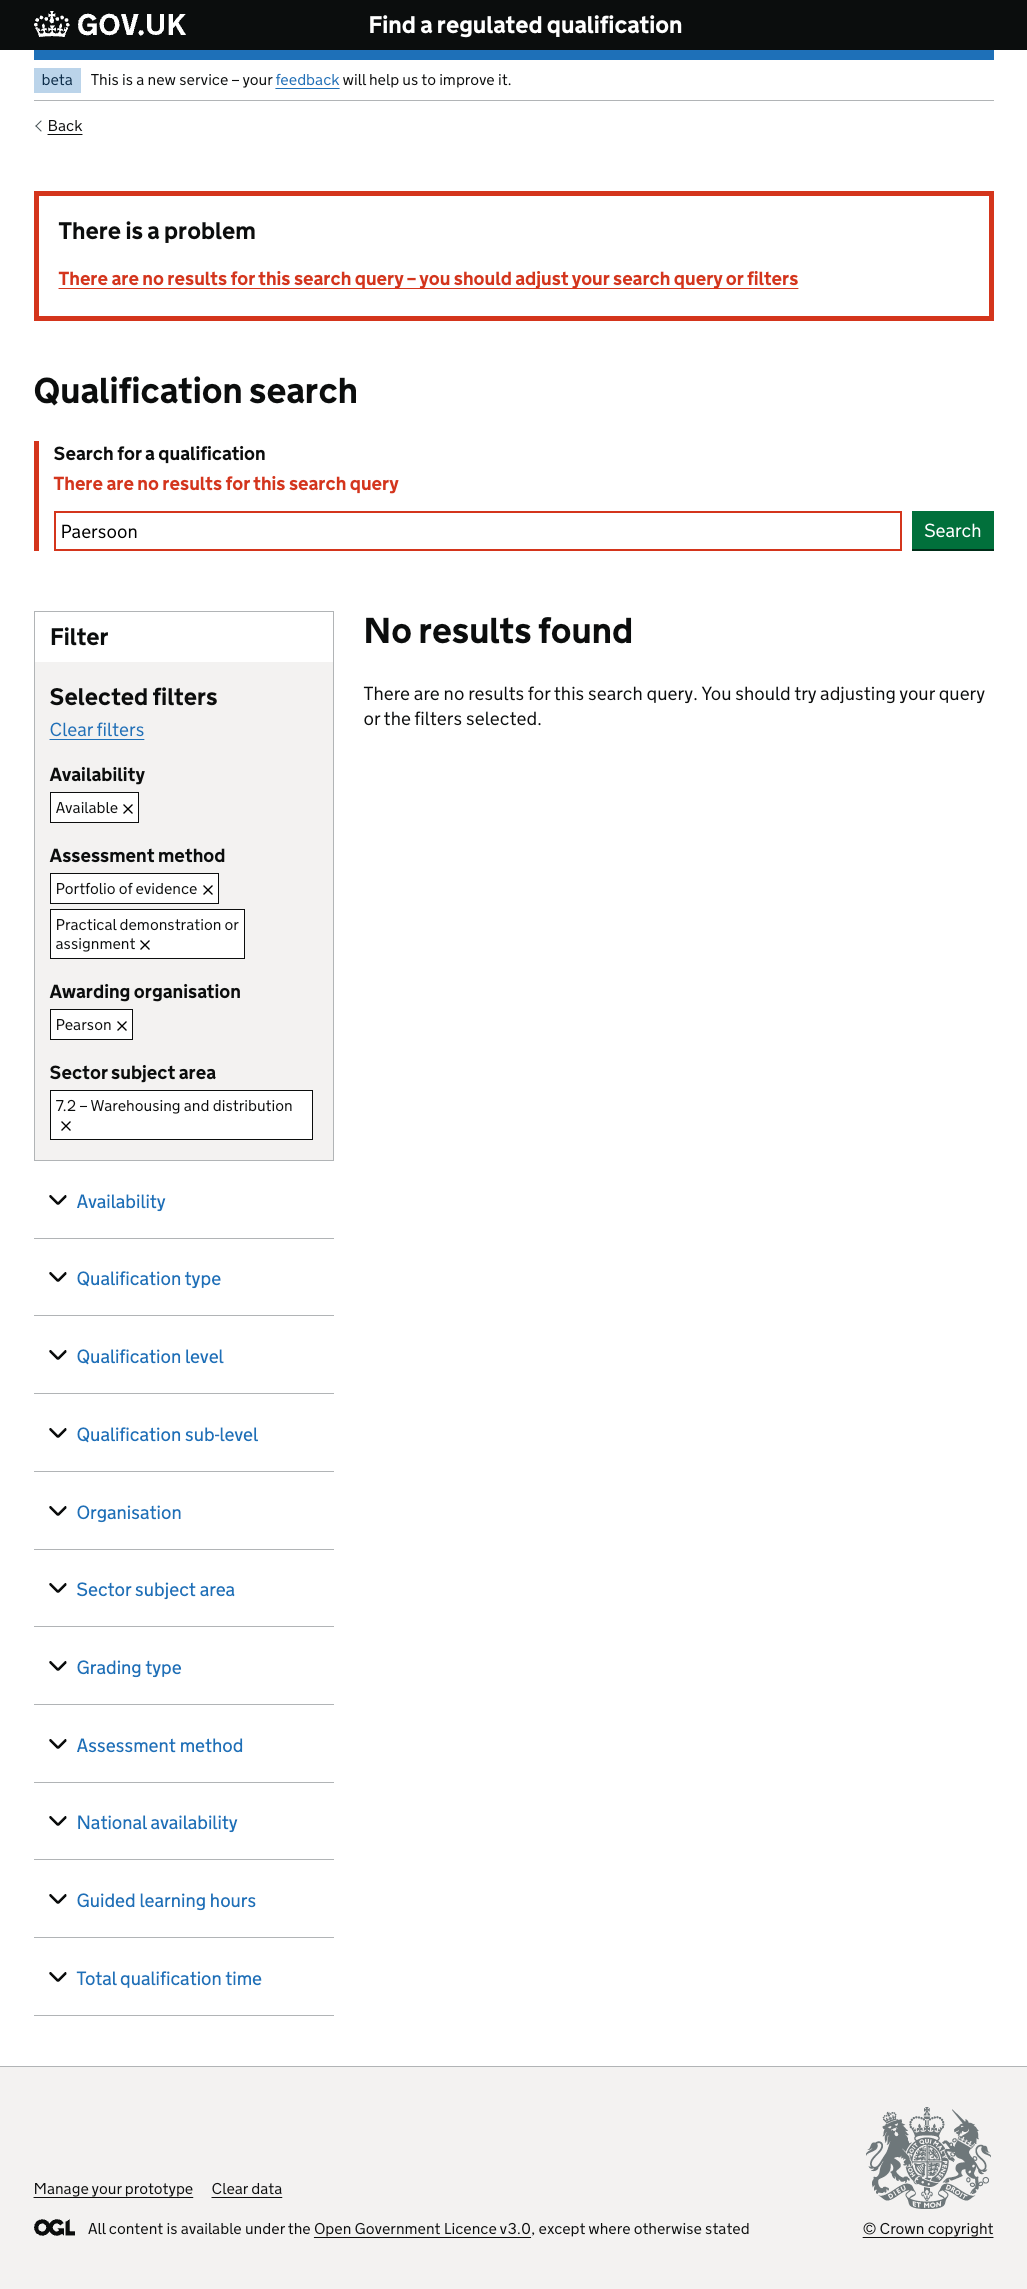 GOV.UK
Find a regulated qualification
beta This is a new service – your feedback will help us to improve it.
Back
There is a problem
There are no results for this search query – you should adjust your search query or filters
Qualification search
Search for a qualification
There are no results for this search query
Paersoon
Search
Filter
Selected filters
Clear filters
Availability
Available
Assessment method
Portfolio of evidence
Practical demonstration or
assignment
Awarding organisation
Pearson
Sector subject area
7.2 – Warehousing and distribution
No results found
There are no results for this search query. You should try adjusting your query
or the filters selected.
Availability
Qualification type
Qualification level
Qualification sub-level
Organisation
Sector subject area
Grading type
Assessment method
National availability
Guided learning hours
Total qualification time
Manage your prototype Clear data
OGL All content is available under the Open Government Licence v3.0, except where otherwise stated
DIEU ET MON DROIT
© Crown copyright